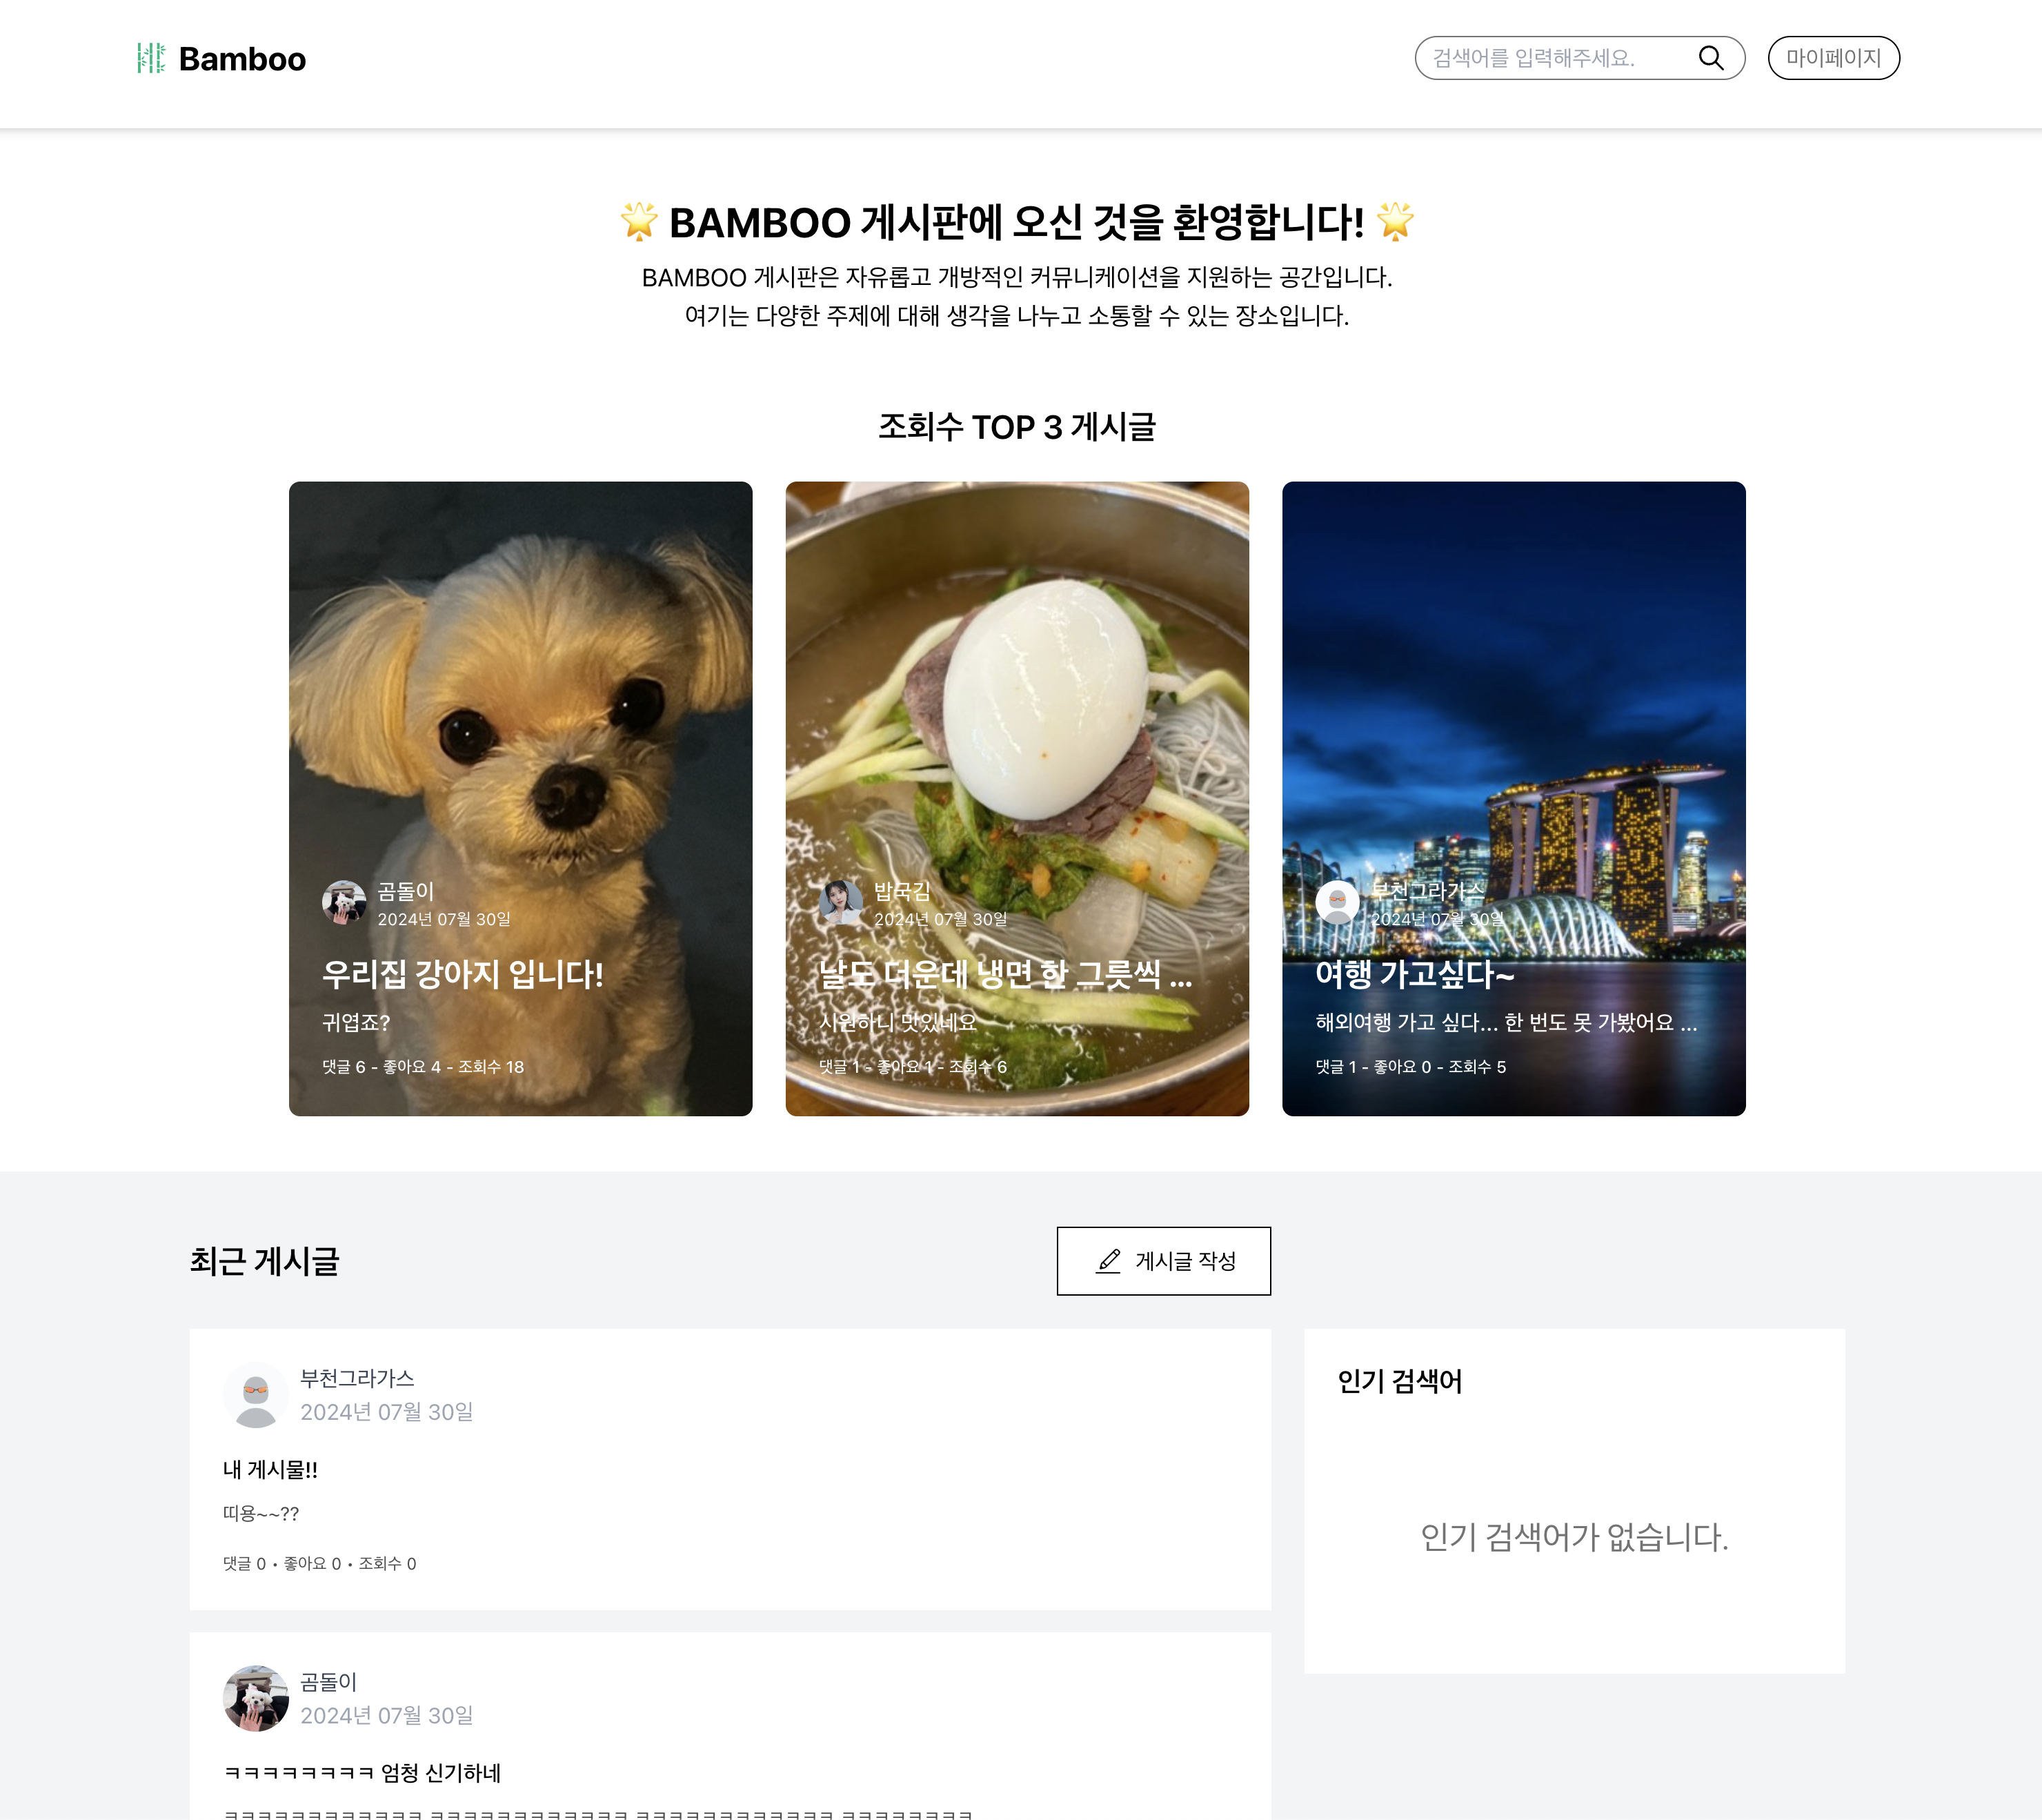 Bamboo
검색어를 입력해주세요.
마이페이지
🌟 BAMBOO 게시판에 오신 것을 환영합니다! 🌟
BAMBOO 게시판은 자유롭고 개방적인 커뮤니케이션을 지원하는 공간입니다.
여기는 다양한 주제에 대해 생각을 나누고 소통할 수 있는 장소입니다.
조회수 TOP 3 게시글
곰돌이
2024년 07월 30일
우리집 강아지 입니다!
귀엽죠?
댓글 6 - 좋아요 4 - 조회수 18
밥국김
2024년 07월 30일
날도 더운데 냉면 한 그릇씩 ...
시원하니 맛있네요
댓글 1 - 좋아요 1 - 조회수 6
부천그라가스
2024년 07월 30일
여행 가고싶다~
해외여행 가고 싶다... 한 번도 못 가봤어요 ...
댓글 1 - 좋아요 0 - 조회수 5
최근 게시글
게시글 작성
부천그라가스
2024년 07월 30일
내 게시물!!
띠용~~??
댓글 0 • 좋아요 0 • 조회수 0
인기 검색어
인기 검색어가 없습니다.
곰돌이
2024년 07월 30일
ㅋㅋㅋㅋㅋㅋㅋㅋ 엄청 신기하네